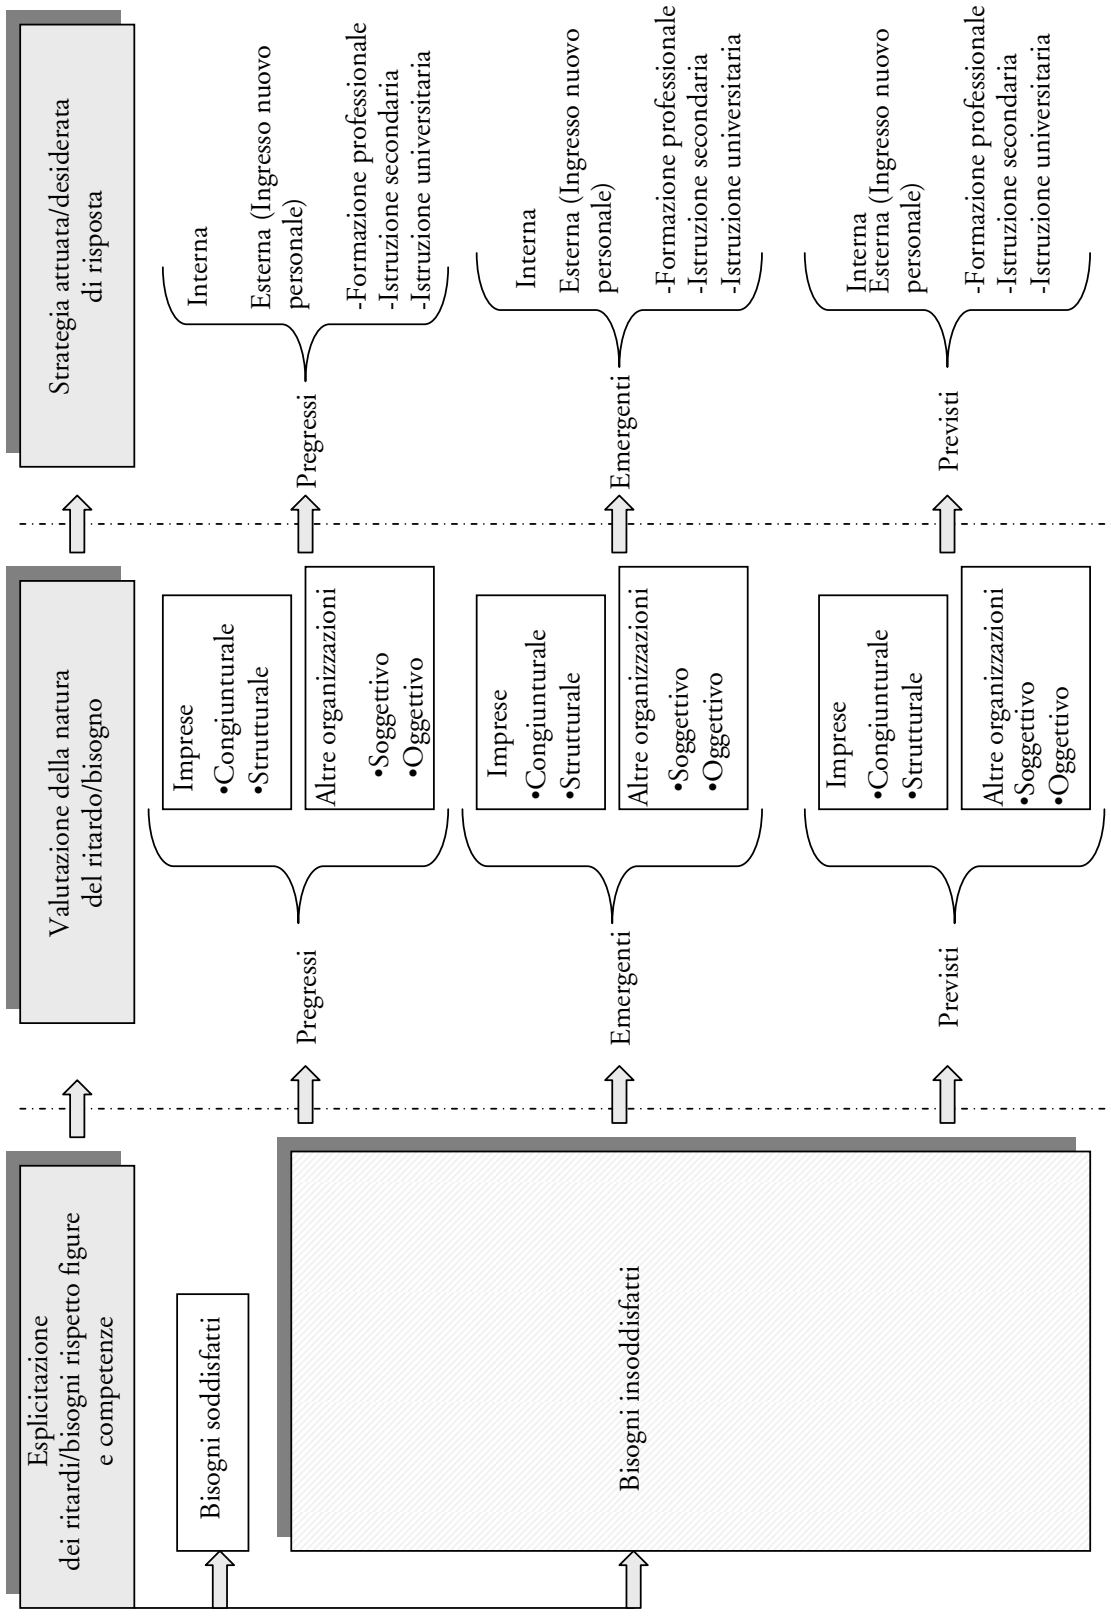 Esplicitazione
dei ritardi/bisogni rispetto figure
e competenze
Valutazione della natura
del ritardo/bisogno
Strategia attuata/desiderata
di risposta
Bisogni soddisfatti
Bisogni insoddisfatti
Pregressi
Imprese
•Congiunturale
•Strutturale
Altre organizzazioni
•Soggettivo
•Oggettivo
Pregressi
Interna
Esterna (Ingresso nuovo
personale)
-Formazione professionale
-Istruzione secondaria
-Istruzione universitaria
Emergenti
Imprese
•Congiunturale
•Strutturale
Altre organizzazioni
•Soggettivo
•Oggettivo
Emergenti
Interna
Esterna (Ingresso nuovo
personale)
-Formazione professionale
-Istruzione secondaria
-Istruzione universitaria
Previsti
Imprese
•Congiunturale
•Strutturale
Altre organizzazioni
•Soggettivo
•Oggettivo
Previsti
Interna
Esterna (Ingresso nuovo
personale)
-Formazione professionale
-Istruzione secondaria
-Istruzione universitaria